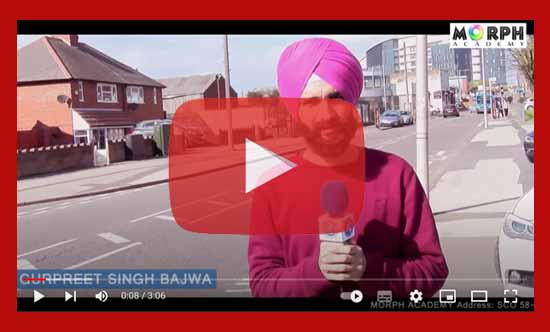 MORPH
ACADEMY
GURPREET SINGH BAJWA
0:08 / 3:06
MORPH ACADEMY Address: SCO 58-